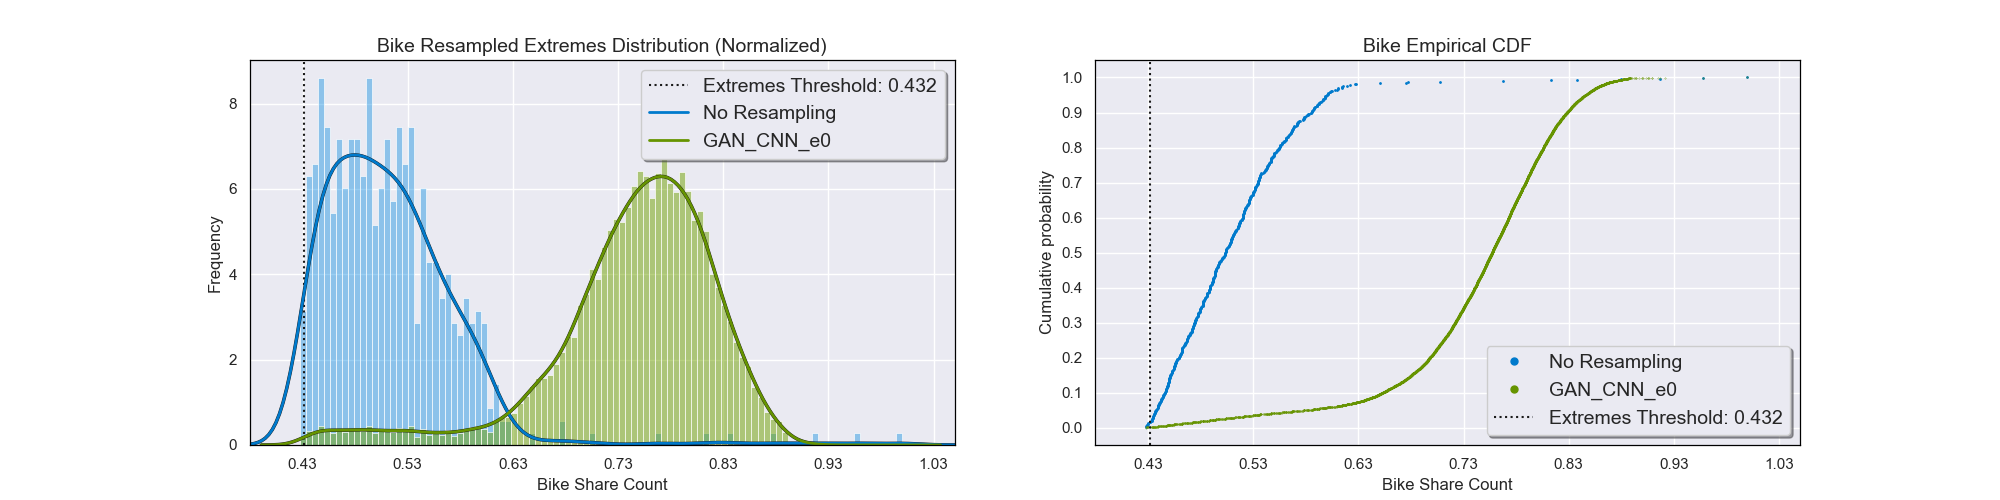 Bike Resampled Extremes Distribution (Normalized)
Extremes Threshold: 0.432
No Resampling
GAN_CNN_e0
Frequency
8
6
4
2
0
0.43 0.53 0.63 0.73 0.83 0.93 1.03
Bike Share Count
Bike Empirical CDF
Cumulative probability
1.0
0.9
0.8
0.7
0.6
0.5
0.4
0.3
0.2
0.1
0.0
No Resampling
GAN_CNN_e0
Extremes Threshold: 0.432
0.43 0.53 0.63 0.73 0.83 0.93 1.03
Bike Share Count